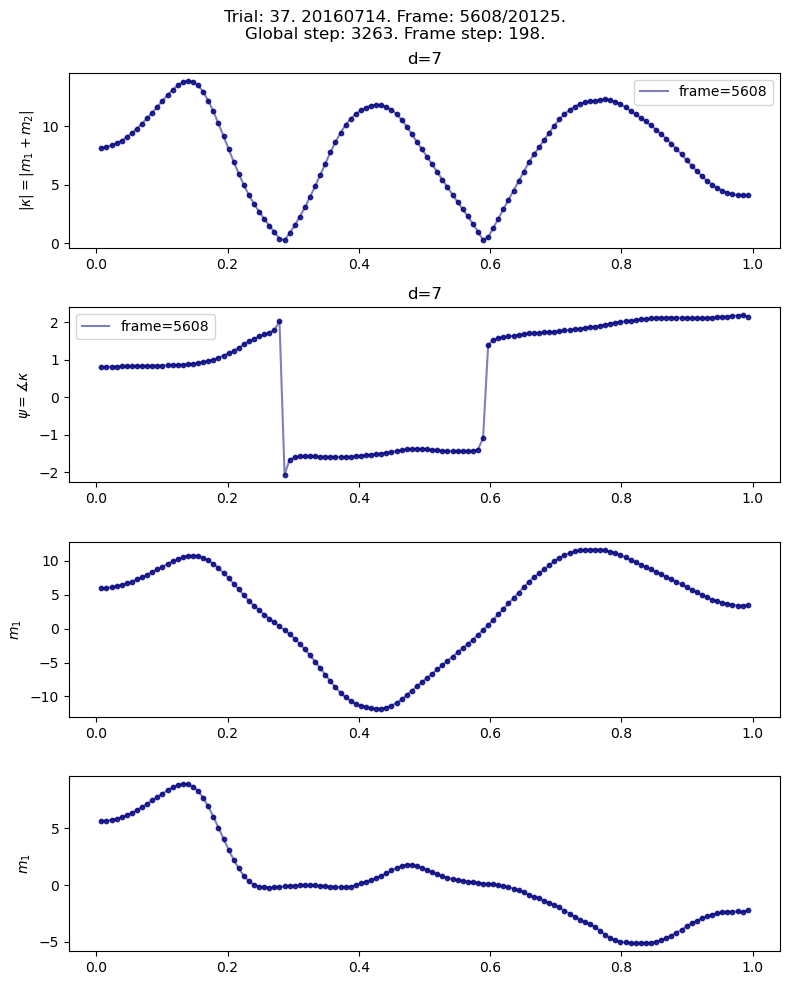 Trial: 37. 20160714. Frame: 5608/20125.
Global step: 3263. Frame step: 198.
d=7
|κ| = |m₁ + m₂|
10
5
0
frame=5608
0.0 0.2 0.4 0.6 0.8 1.0
d=7
ψ = ∡κ
2
1
0
−1
−2
frame=5608
0.0 0.2 0.4 0.6 0.8 1.0
m₁
10
5
0
−5
−10
0.0 0.2 0.4 0.6 0.8 1.0
m₁
5
0
−5
0.0 0.2 0.4 0.6 0.8 1.0